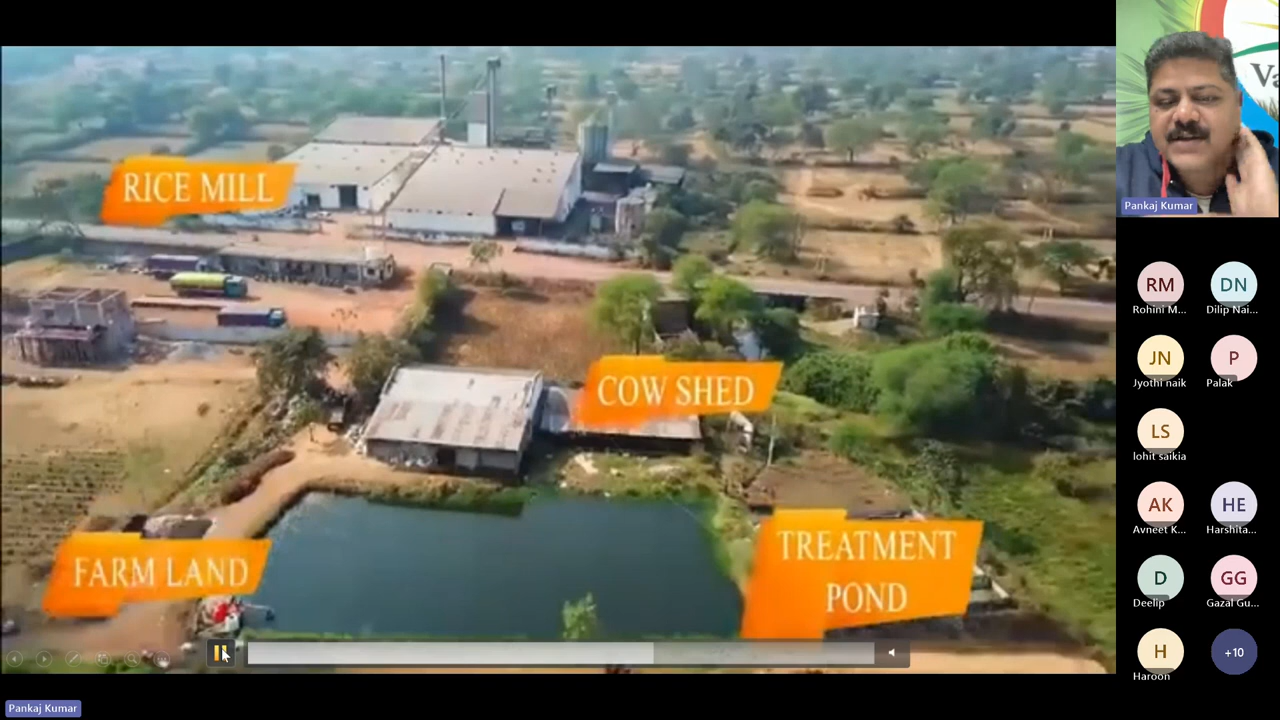 RICE MILL
COW SHED
FARM LAND
TREATMENT
POND
Va
Pankaj Kumar
RM
Rohini M...
DN
Dilip Nai...
JN
Jyothi naik
P
Palak
LS
lohit saikia
AK
Avneet K...
HE
Harshita...
D
Deelip
GG
Gazal Gu...
H
Haroon
+10
Pankaj Kumar